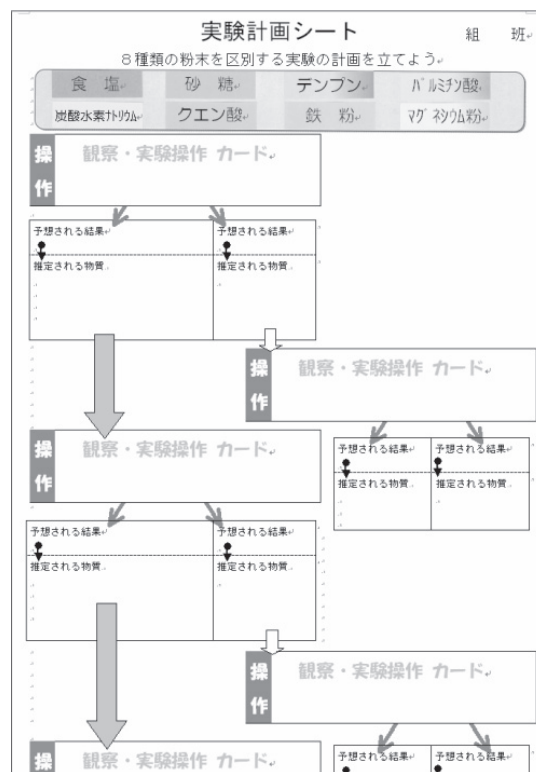 実験計画シート 組 班
8種類の粉末を区別する実験の計画を立てよう
食塩 砂糖 テンプン パルミチン酸
炭酸水素ナトリウム クエン酸 鉄粉 マグネシウム粉
操作 観察・実験操作 カード
予想される結果 予想される結果
推定される物質 推定される物質
操作 観察・実験操作 カード
操作 観察・実験操作 カード
予想される結果 予想される結果
推定される物質 推定される物質
予想される結果 予想される結果
推定される物質 推定される物質
操作 観察・実験操作 カード
操作 観察・実験操作 カード
予想される結果 予想される結果